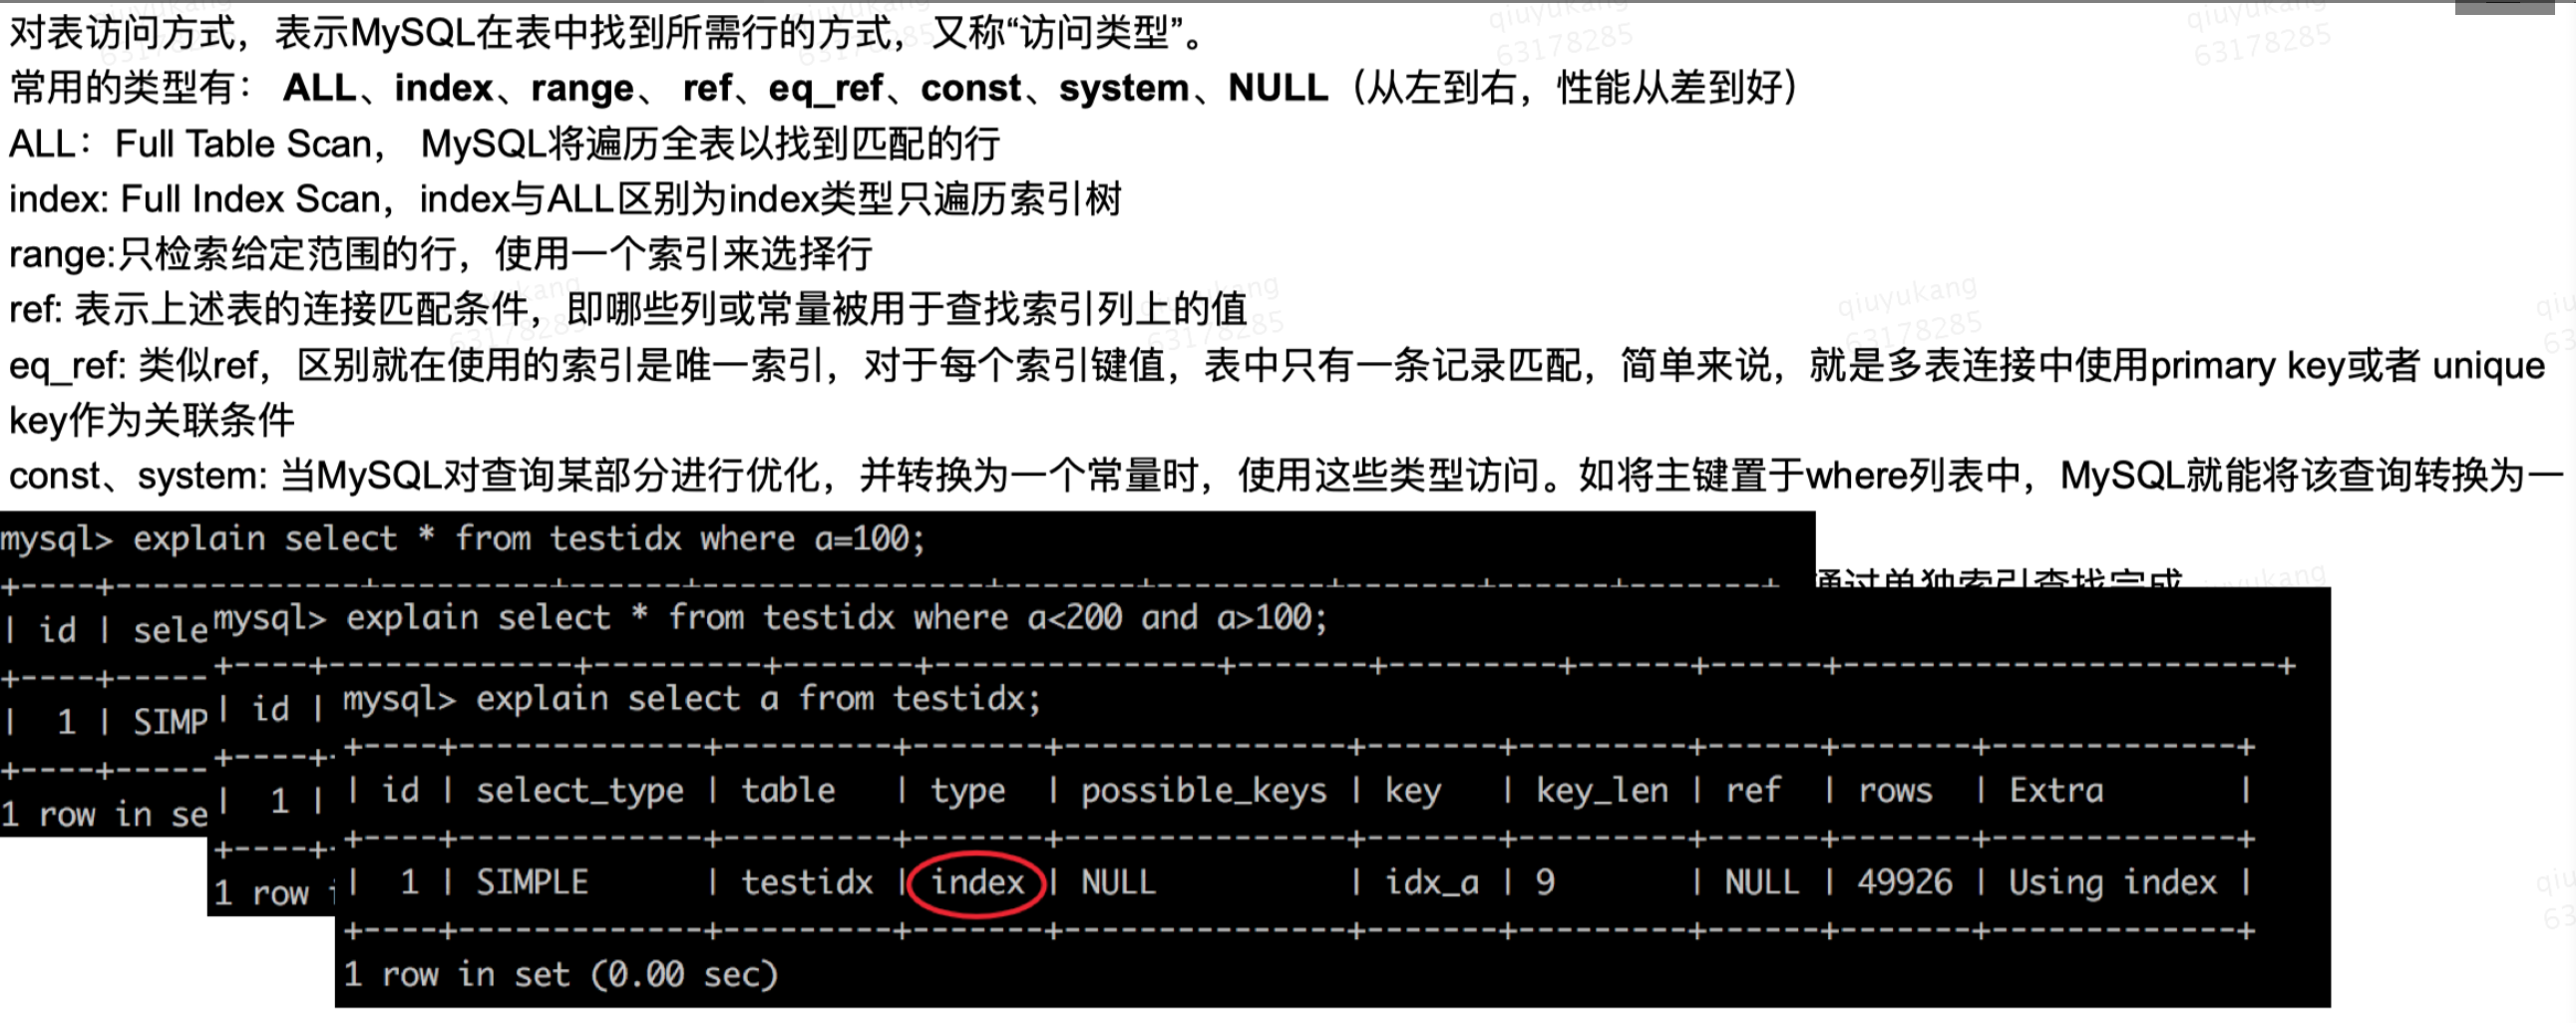 对表访问方式，表示MySQL在表中找到所需行的方式，又称“访问类型”。
常用的类型有： ALL、index、range、 ref、eq_ref、const、system、NULL（从左到右，性能从差到好）
ALL：Full Table Scan， MySQL将遍历全表以找到匹配的行
index: Full Index Scan，index与ALL区别为index类型只遍历索引树
range:只检索给定范围的行，使用一个索引来选择行
ref: 表示上述表的连接匹配条件，即哪些列或常量被用于查找索引列上的值
eq_ref: 类似ref，区别就在使用的索引是唯一索引，对于每个索引键值，表中只有一条记录匹配，简单来说，就是多表连接中使用primary key或者 unique
key作为关联条件
const、system: 当MySQL对查询某部分进行优化，并转换为一个常量时，使用这些类型访问。如将主键置于where列表中，MySQL就能将该查询转换为一
通过单独索引查找完成
mysql> explain select * from testidx where a=100;
+----+-------------+---------+------+---------------+-------+---------+-------+------+-------+
| id | sele
+----+-----
| 1 | SIMP
+----+-----
1 row in se
mysql> explain select * from testidx where a<200 and a>100;
+----+-------------+---------+-------+---------------+-------+---------+------+------+-----------------------+
| id |
+----+-
| 1 |
+----+-
1 row i
mysql> explain select a from testidx;
+----+-------------+---------+-------+---------------+-------+---------+------+-------+-------------+
| id | select_type | table | type | possible_keys | key | key_len | ref | rows | Extra |
+----+-------------+---------+-------+---------------+-------+---------+------+-------+-------------+
| 1 | SIMPLE | testidx | index | NULL | idx_a | 9 | NULL | 49926 | Using index |
+----+-------------+---------+-------+---------------+-------+---------+------+-------+-------------+
1 row in set (0.00 sec)
qiuyukang
63178285